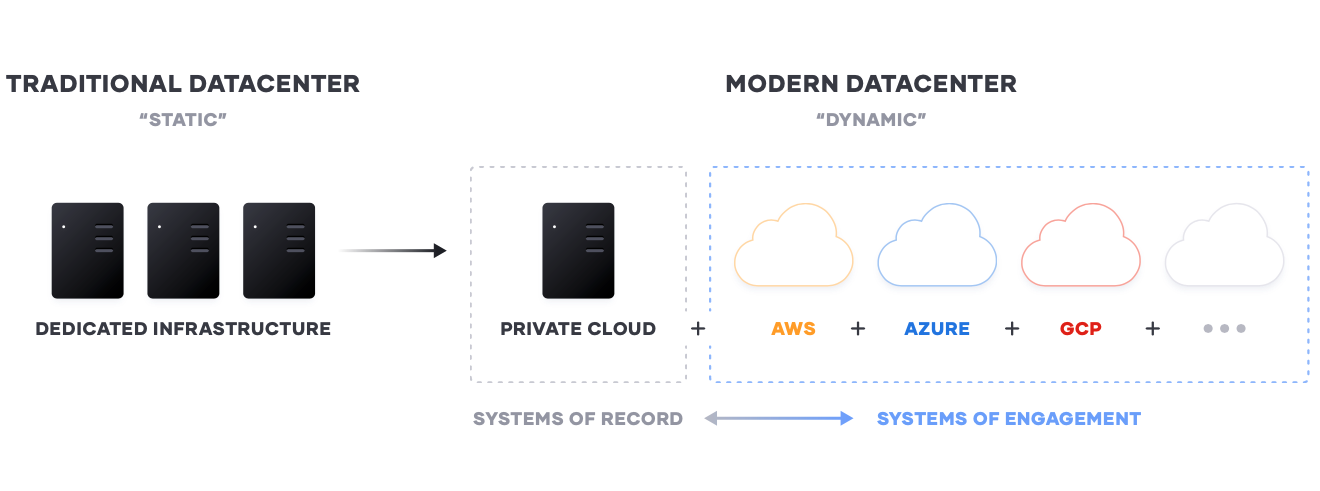 TRADITIONAL DATACENTER
“STATIC”
DEDICATED INFRASTRUCTURE
MODERN DATACENTER
“DYNAMIC”
PRIVATE CLOUD + AWS + AZURE + GCP + •••
SYSTEMS OF RECORD
SYSTEMS OF ENGAGEMENT